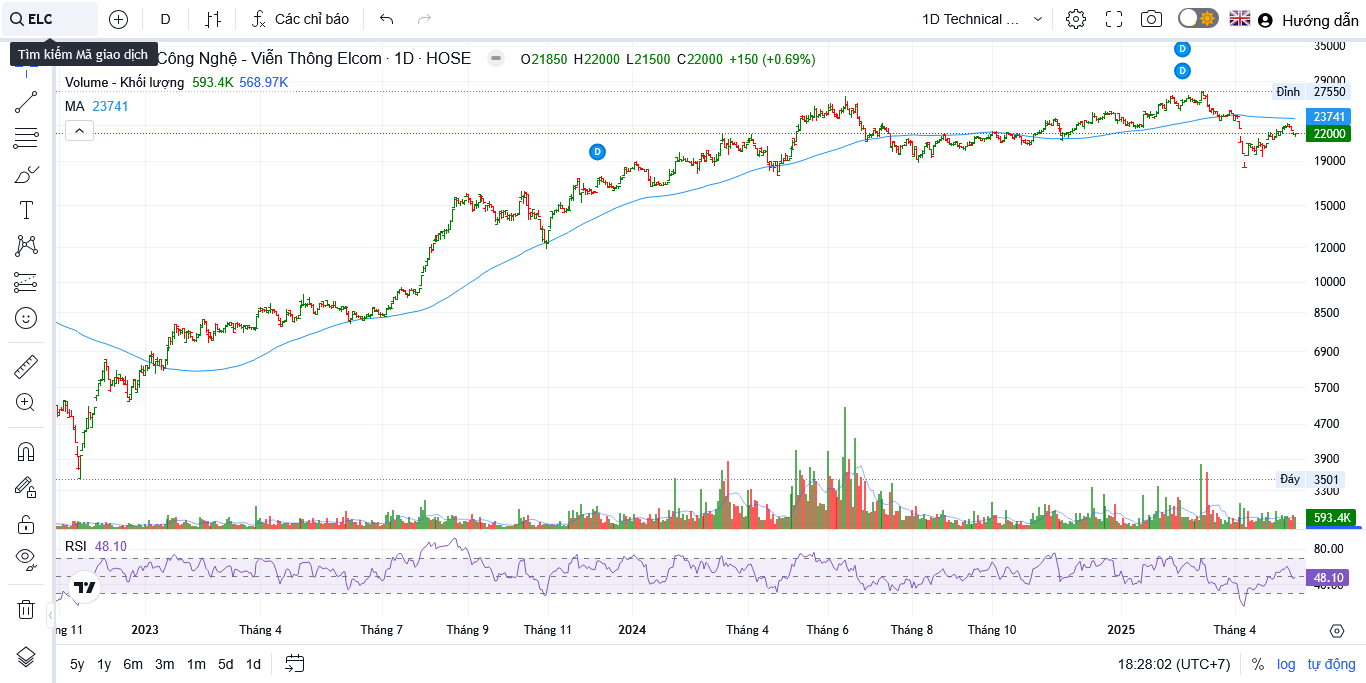 ELC D Các chỉ báo 1D Technical ... Hướng dẫn
Tìm kiếm Mã giao dịch
Công Nghệ - Viễn Thông Elcom · 1D · HOSE O21850 H22000 L21500 C22000 +150 (+0.69%)
Volume - Khối lượng 593.4K 568.97K
MA 23741
D
D
D
35000
29000
Đỉnh 27550
23741
22000
19000
15000
12000
10000
8500
6900
5700
4700
3900
Đáy 3501
3300
593.4K
RSI 48.10
80.00
48.10
40.00
ng 11 2023 Tháng 4 Tháng 7 Tháng 9 Tháng 11 2024 Tháng 4 Tháng 6 Tháng 8 Tháng 10 2025 Tháng 4
5y 1y 6m 3m 1m 5d 1d 18:28:02 (UTC+7) % log tự động